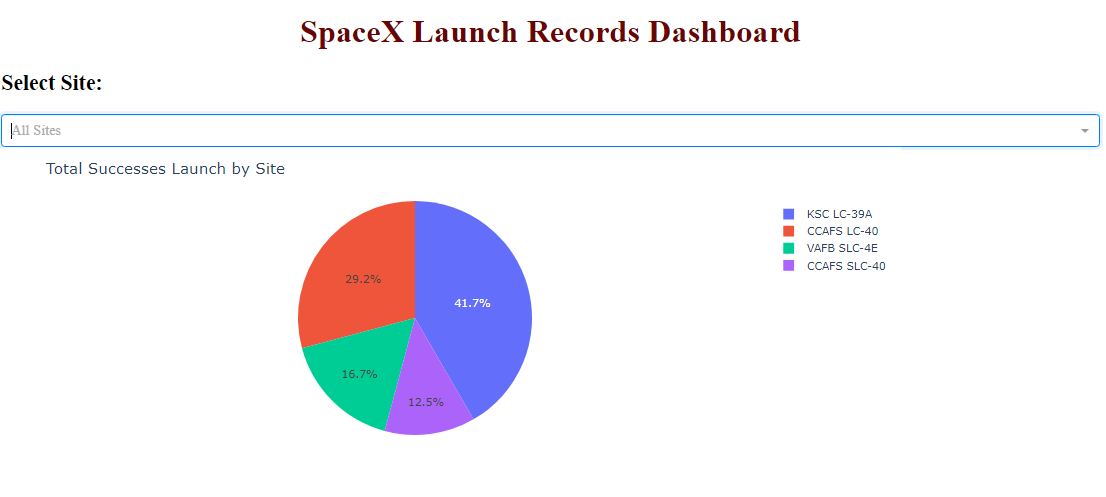 SpaceX Launch Records Dashboard
Select Site:
All Sites
Total Successes Launch by Site
KSC LC-39A
CCAFS LC-40
VAFB SLC-4E
CCAFS SLC-40
29.2%
41.7%
16.7%
12.5%